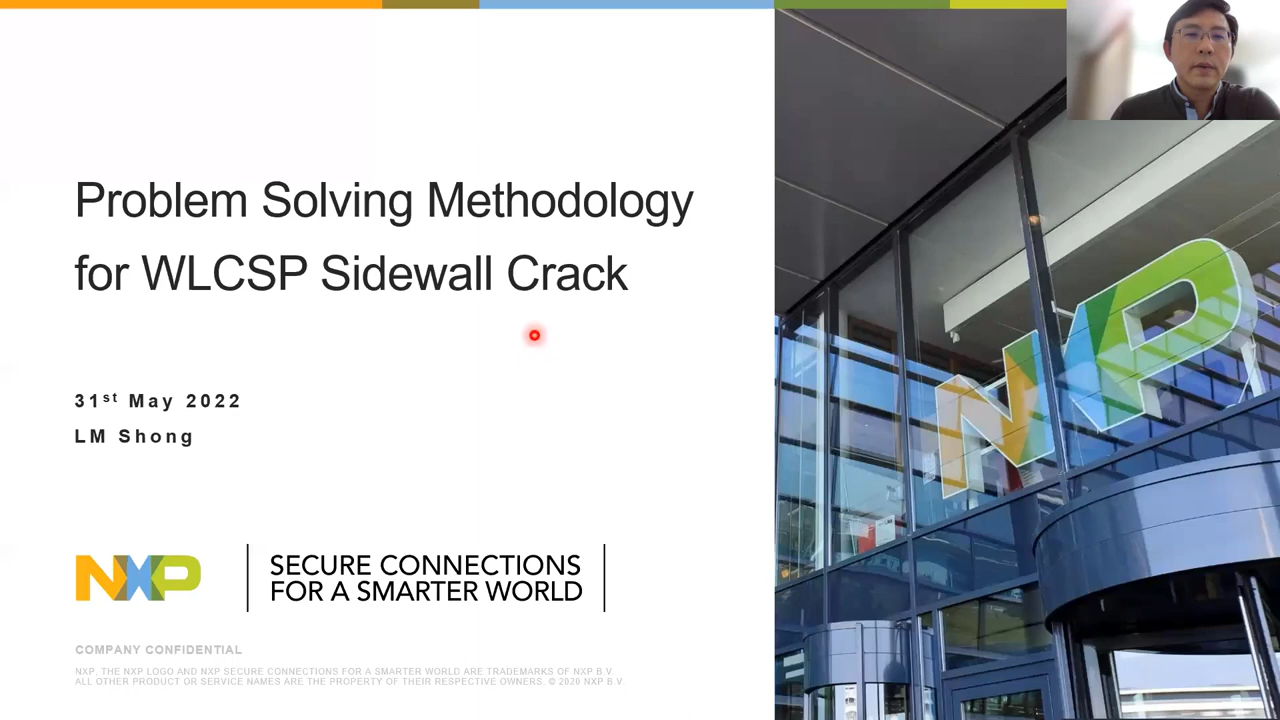 Problem Solving Methodology
for WLCSP Sidewall Crack
31st May 2022
LM Shong
NXP
SECURE CONNECTIONS
FOR A SMARTER WORLD
COMPANY CONFIDENTIAL
NXP, THE NXP LOGO AND NXP SECURE CONNECTIONS FOR A SMARTER WORLD ARE TRADEMARKS OF NXP B.V.
ALL OTHER PRODUCT OR SERVICE NAMES ARE THE PROPERTY OF THEIR RESPECTIVE OWNERS. © 2020 NXP B.V.
NXP